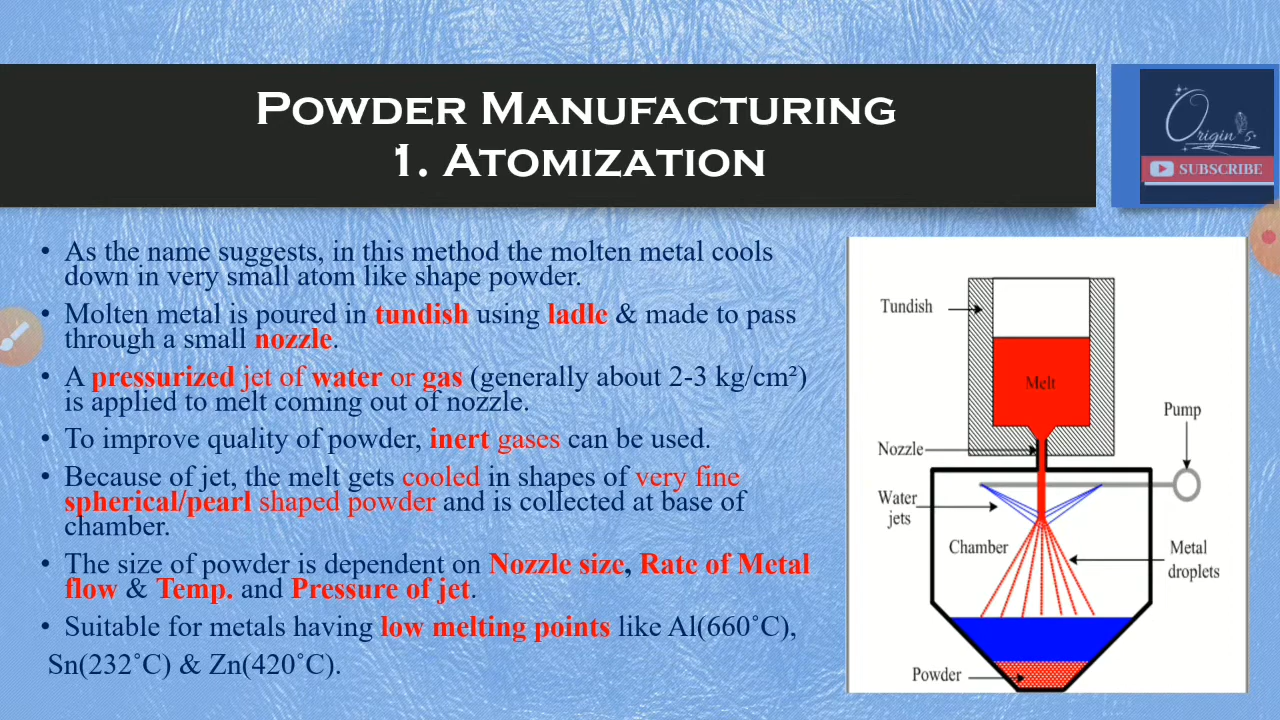 POWDER MANUFACTURING
1. ATOMIZATION
Origin's
SUBSCRIBE
• As the name suggests, in this method the molten metal cools
down in very small atom like shape powder.
• Molten metal is poured in tundish using ladle & made to pass
through a small nozzle.
• A pressurized jet of water or gas (generally about 2-3 kg/cm²)
is applied to melt coming out of nozzle.
• To improve quality of powder, inert gases can be used.
• Because of jet, the melt gets cooled in shapes of very fine
spherical/pearl shaped powder and is collected at base of
chamber.
• The size of powder is dependent on Nozzle size, Rate of Metal
flow & Temp. and Pressure of jet.
• Suitable for metals having low melting points like Al(660˚C),
Sn(232˚C) & Zn(420˚C).
Tundish
Melt
Pump
Nozzle
Water
jets
Chamber
Metal
droplets
Powder